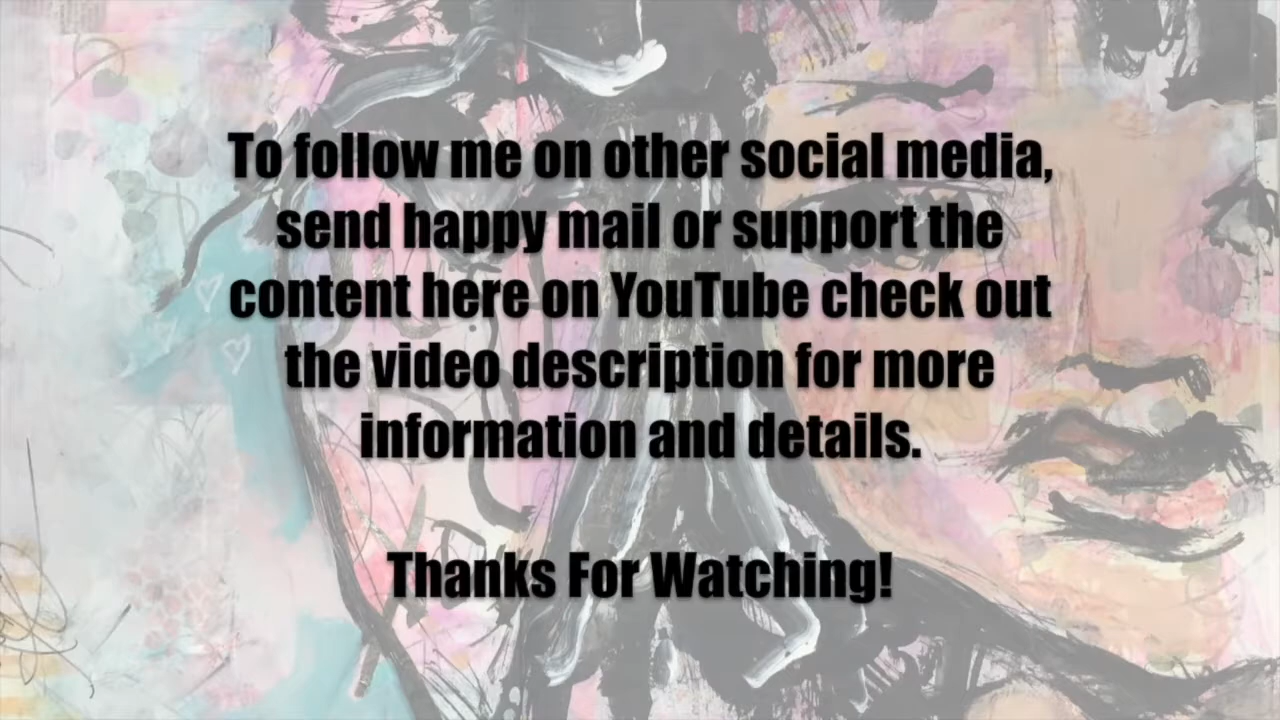 To follow me on other social media,
send happy mail or support the
content here on YouTube check out
the video description for more
information and details.
Thanks For Watching!